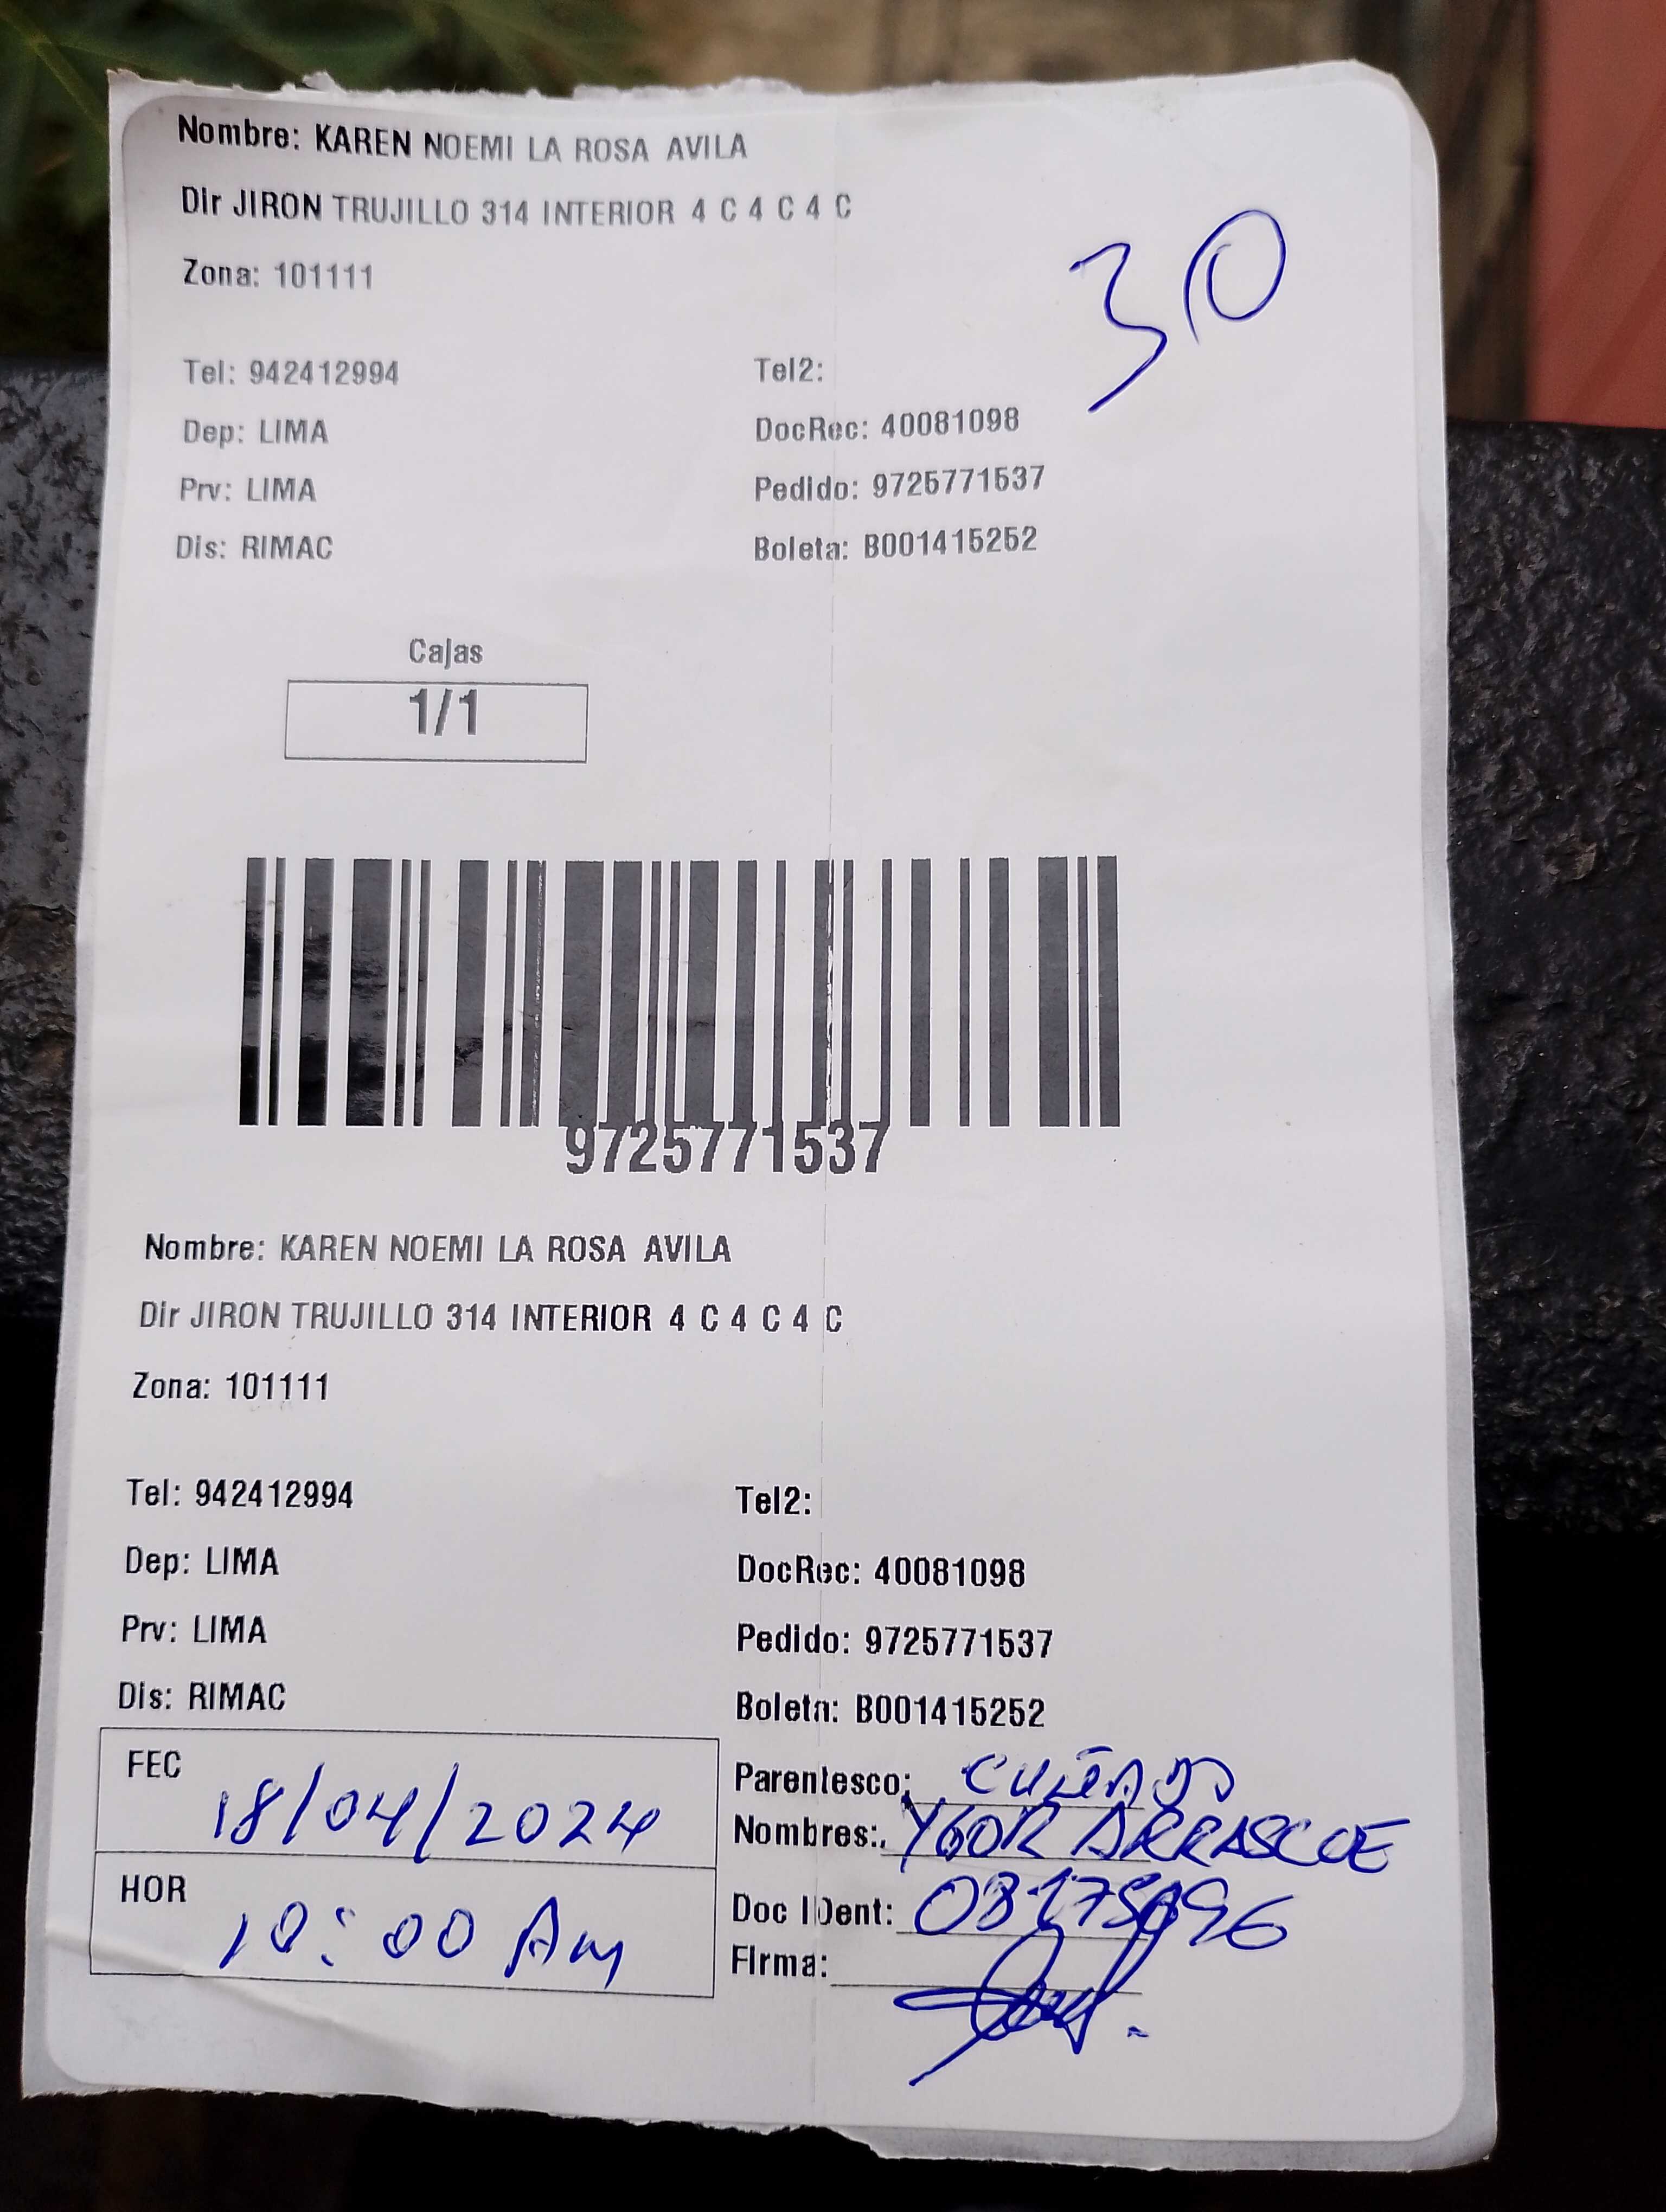 Nombre: KAREN NOEMI LA ROSA AVILA
Dir JIRON TRUJILLO 314 INTERIOR 4 C 4 C 4 C
30
Zona: 101111
Tel: 942412994 Tel2:
Dep: LIMA DocRec: 40081098
Prv: LIMA Pedido: 9725771537
Dis: RIMAC Boleta: B001415252
Cajas
1/1
9725771537
Nombre: KAREN NOEMI LA ROSA AVILA
Dir JIRON TRUJILLO 314 INTERIOR 4 C 4 C 4 C
Zona: 101111
Tel: 942412994 Tel2:
Dep: LIMA DocRec: 40081098
Prv: LIMA Pedido: 9725771537
Dis: RIMAC Boleta: B001415252
FEC 18/04/2024
Parentesco: CUÑADO
Nombres: YGOR ARRASCOE
HOR 10:00 Am
Doc IDent:
Firma: